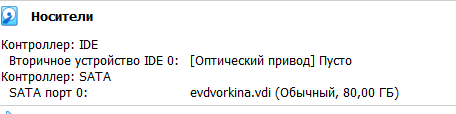 Носители
Контроллер: IDE
Вторичное устройство IDE 0: [Оптический привод] Пусто
Контроллер: SATA
SATA порт 0: evdvorkina.vdi (Обычный, 80,00 ГБ)